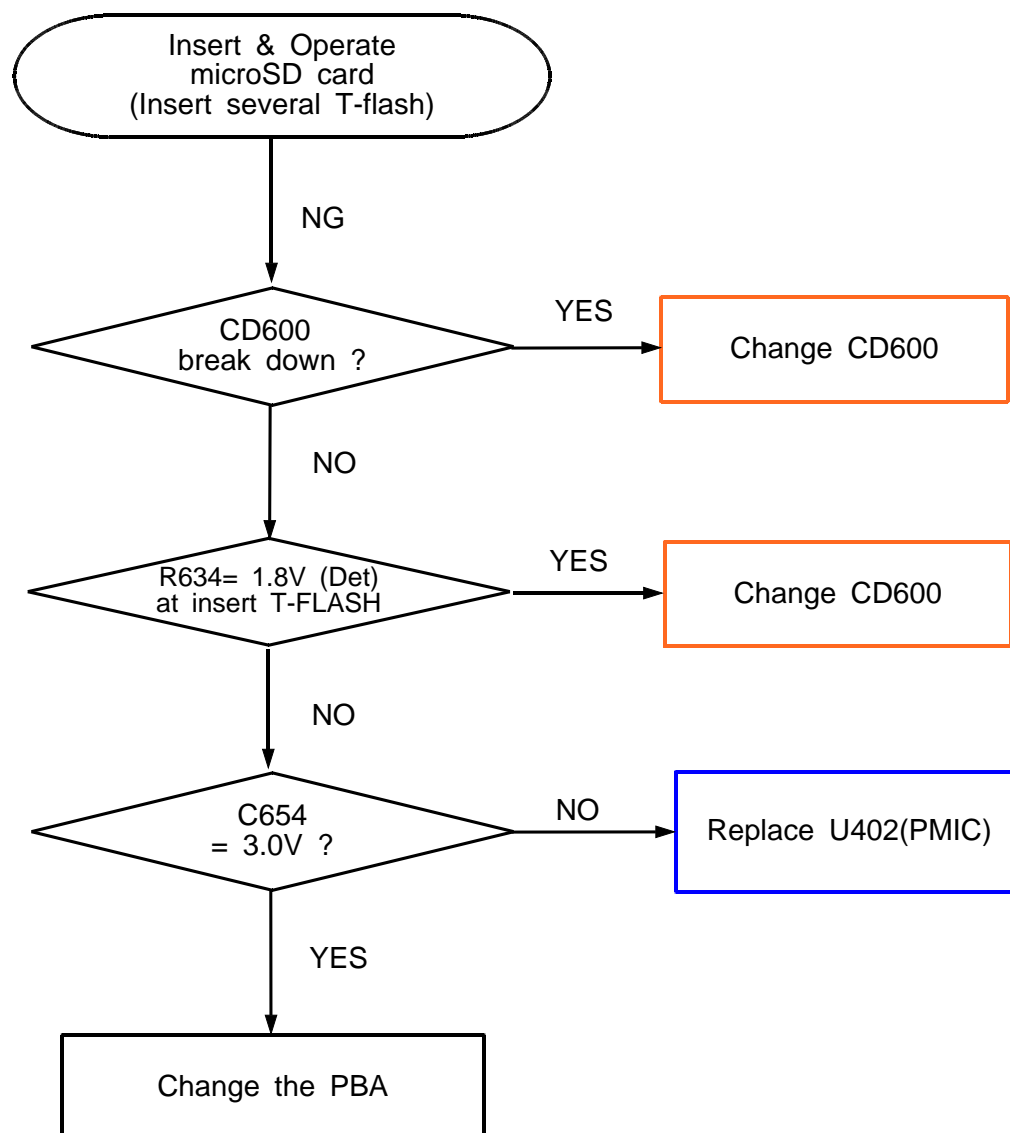 Insert & Operate
microSD card
(Insert several T-flash)
NG
CD600
break down ?
YES
Change CD600
NO
R634= 1.8V (Det)
at insert T-FLASH
YES
Change CD600
NO
C654
= 3.0V ?
NO
Replace U402(PMIC)
YES
Change the PBA